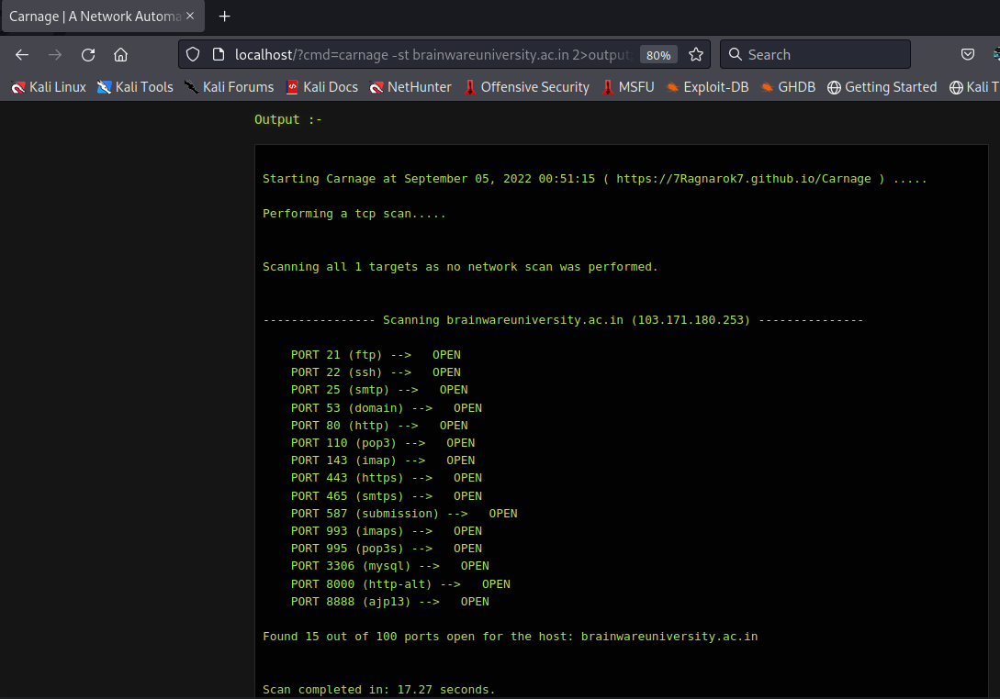 Carnage | A Network Automa
localhost/?cmd=carnage -st brainwareuniversity.ac.in 2>output
80%
Search
Kali Linux
Kali Tools
Kali Forums
Kali Docs
NetHunter
Offensive Security
MSFU
Exploit-DB
GHDB
Getting Started
Kali T
Output :-
Starting Carnage at September 05, 2022 00:51:15 ( https://7Ragnarok7.github.io/Carnage ) .....
Performing a tcp scan.....
Scanning all 1 targets as no network scan was performed.
---------------- Scanning brainwareuniversity.ac.in (103.171.180.253) ---------------
PORT 21 (ftp) --> OPEN
PORT 22 (ssh) --> OPEN
PORT 25 (smtp) --> OPEN
PORT 53 (domain) --> OPEN
PORT 80 (http) --> OPEN
PORT 110 (pop3) --> OPEN
PORT 143 (imap) --> OPEN
PORT 443 (https) --> OPEN
PORT 465 (smtps) --> OPEN
PORT 587 (submission) --> OPEN
PORT 993 (imaps) --> OPEN
PORT 995 (pop3s) --> OPEN
PORT 3306 (mysql) --> OPEN
PORT 8000 (http-alt) --> OPEN
PORT 8888 (ajp13) --> OPEN
Found 15 out of 100 ports open for the host: brainwareuniversity.ac.in
Scan completed in: 17.27 seconds.